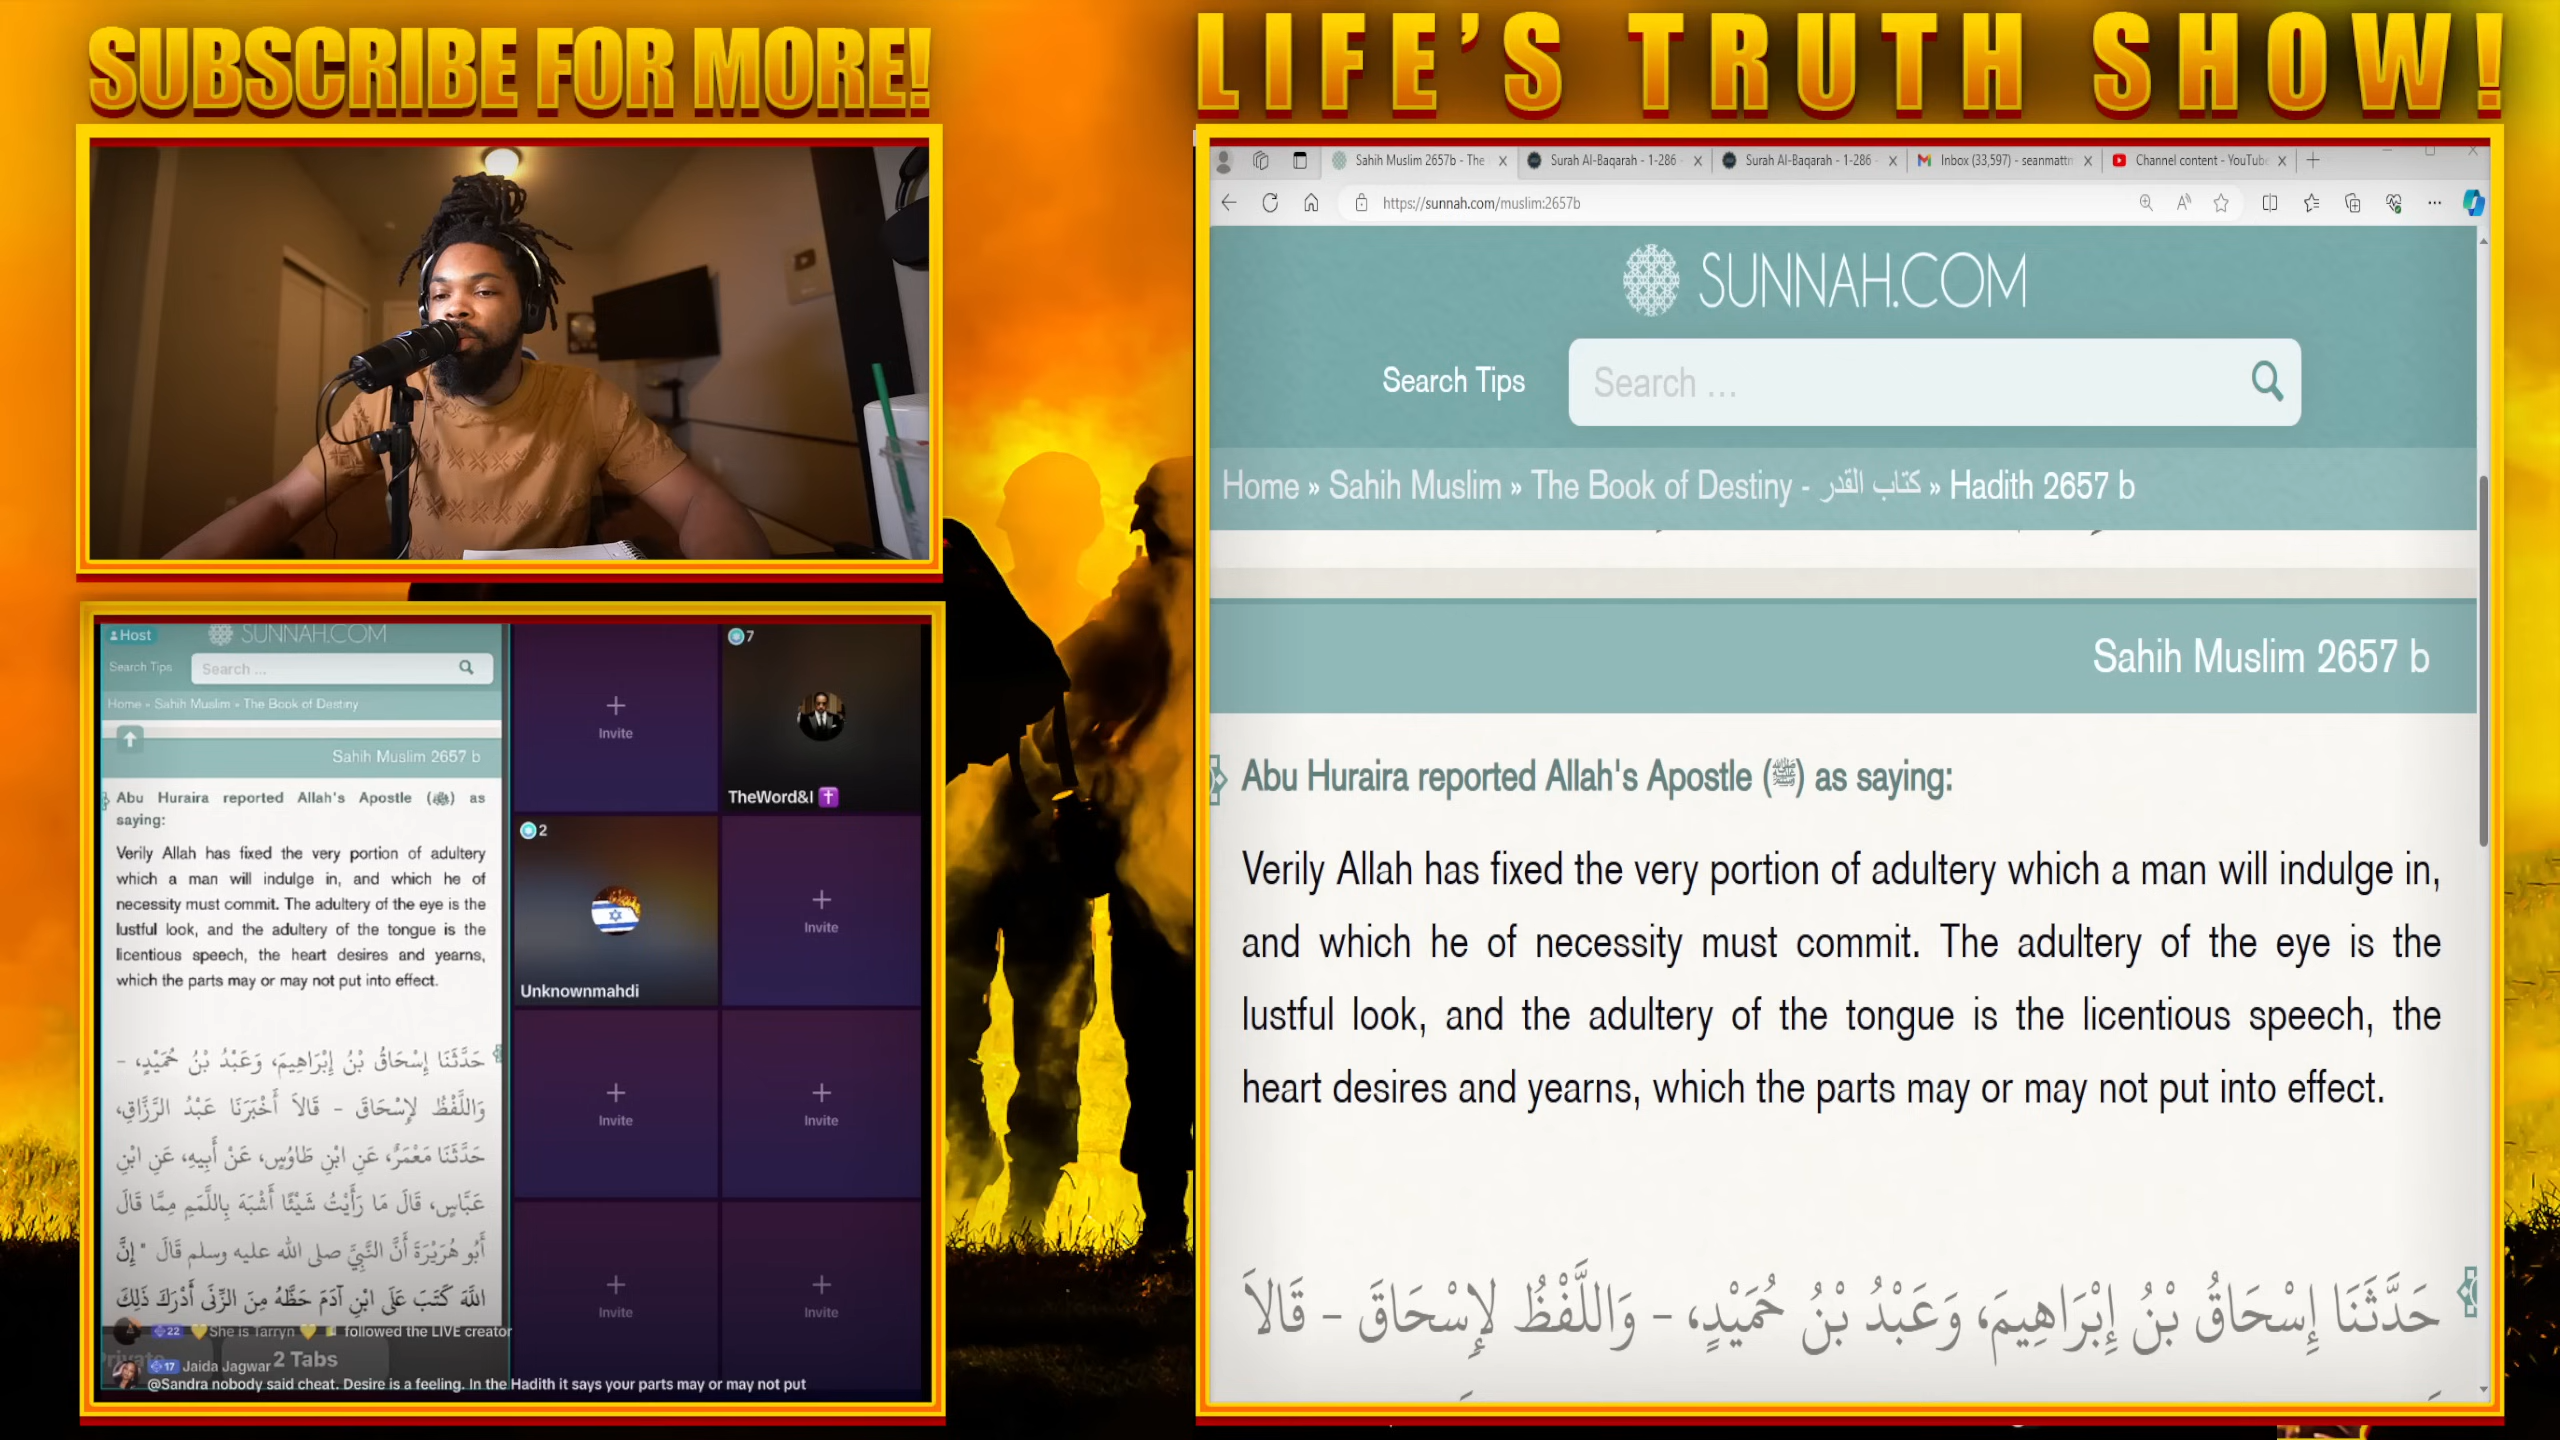 SUBSCRIBE FOR MORE!
LIFE'S TRUTH SHOW!
Sahih Muslim 2657b - The
Surah Al-Baqarah - 1-286
Surah Al-Baqarah - 1-286
Inbox (33,597) - seanmattm
Channel content - YouTube
https://sunnah.com/muslim:2657b
SUNNAH.COM
Search Tips
Search ...
Home » Sahih Muslim » The Book of Destiny - كتاب القدر » Hadith 2657 b
Sahih Muslim 2657 b
Abu Huraira reported Allah's Apostle (ﷺ) as saying:
Verily Allah has fixed the very portion of adultery which a man will indulge in,
and which he of necessity must commit. The adultery of the eye is the
lustful look, and the adultery of the tongue is the licentious speech, the
heart desires and yearns, which the parts may or may not put into effect.
حَدَّثَنَا إِسْحَاقُ بْنُ إِبْرَاهِيمَ، وَعَبْدُ بْنُ حُمَيْدٍ، - وَاللَّفْظُ لإِسْحَاقَ - قَالاَ
Host
SUNNAH.COM
Search Tips
Search ...
Home » Sahih Muslim » The Book of Destiny
Sahih Muslim 2657 b
Abu Huraira reported Allah's Apostle (ﷺ) as
saying:
Verily Allah has fixed the very portion of adultery
which a man will indulge in, and which he of
necessity must commit. The adultery of the eye is the
lustful look, and the adultery of the tongue is the
licentious speech, the heart desires and yearns,
which the parts may or may not put into effect.
حَدَّثَنَا إِسْحَاقُ بْنُ إِبْرَاهِيمَ، وَعَبْدُ بْنُ حُمَيْدٍ، -
وَاللَّفْظُ لإِسْحَاقَ - قَالاَ أَخْبَرَنَا عَبْدُ الرَّزَّاقِ،
حَدَّثَنَا مَعْمَرٌ، عَنِ ابْنِ طَاوُسٍ، عَنْ أَبِيهِ، عَنِ ابْنِ
عَبَّاسٍ، قَالَ مَا رَأَيْتُ شَيْئًا أَشْبَهَ بِاللَّمَمِ مِمَّا قَالَ
أَبُو هُرَيْرَةَ أَنَّ النَّبِيَّ صلى الله عليه وسلم قَالَ " إِنَّ
اللَّهَ كَتَبَ عَلَى ابْنِ آدَمَ حَظَّهُ مِنَ الزِّنَى أَدْرَكَ ذَلِكَ
22 She is Tarryn followed the LIVE creator
Private
2 Tabs
17 Jaida Jagwar
@Sandra nobody said cheat. Desire is a feeling. In the Hadith it says your parts may or may not put
Invite
7
TheWord&I
2
Unknownmahdi
Invite
Invite
Invite
Invite
Invite